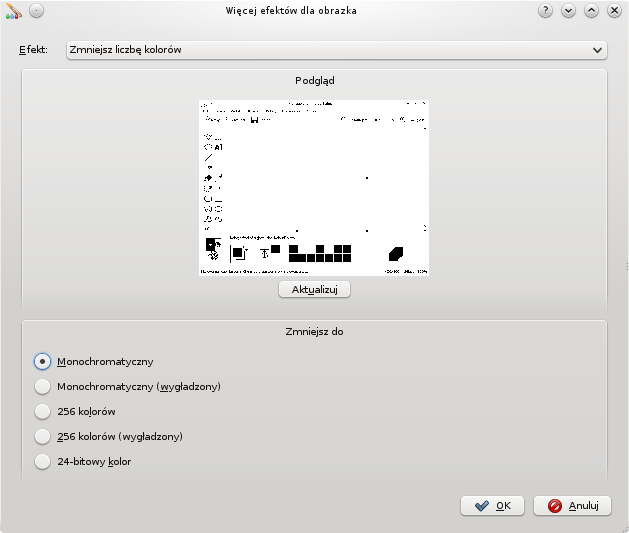 Więcej efektów dla obrazka
Efekt: Zmniejsz liczbę kolorów
Podgląd
Aktualizuj
Zmniejsz do
Monochromatyczny
Monochromatyczny (wygładzony)
256 kolorów
256 kolorów (wygładzony)
24-bitowy kolor
OK Anuluj